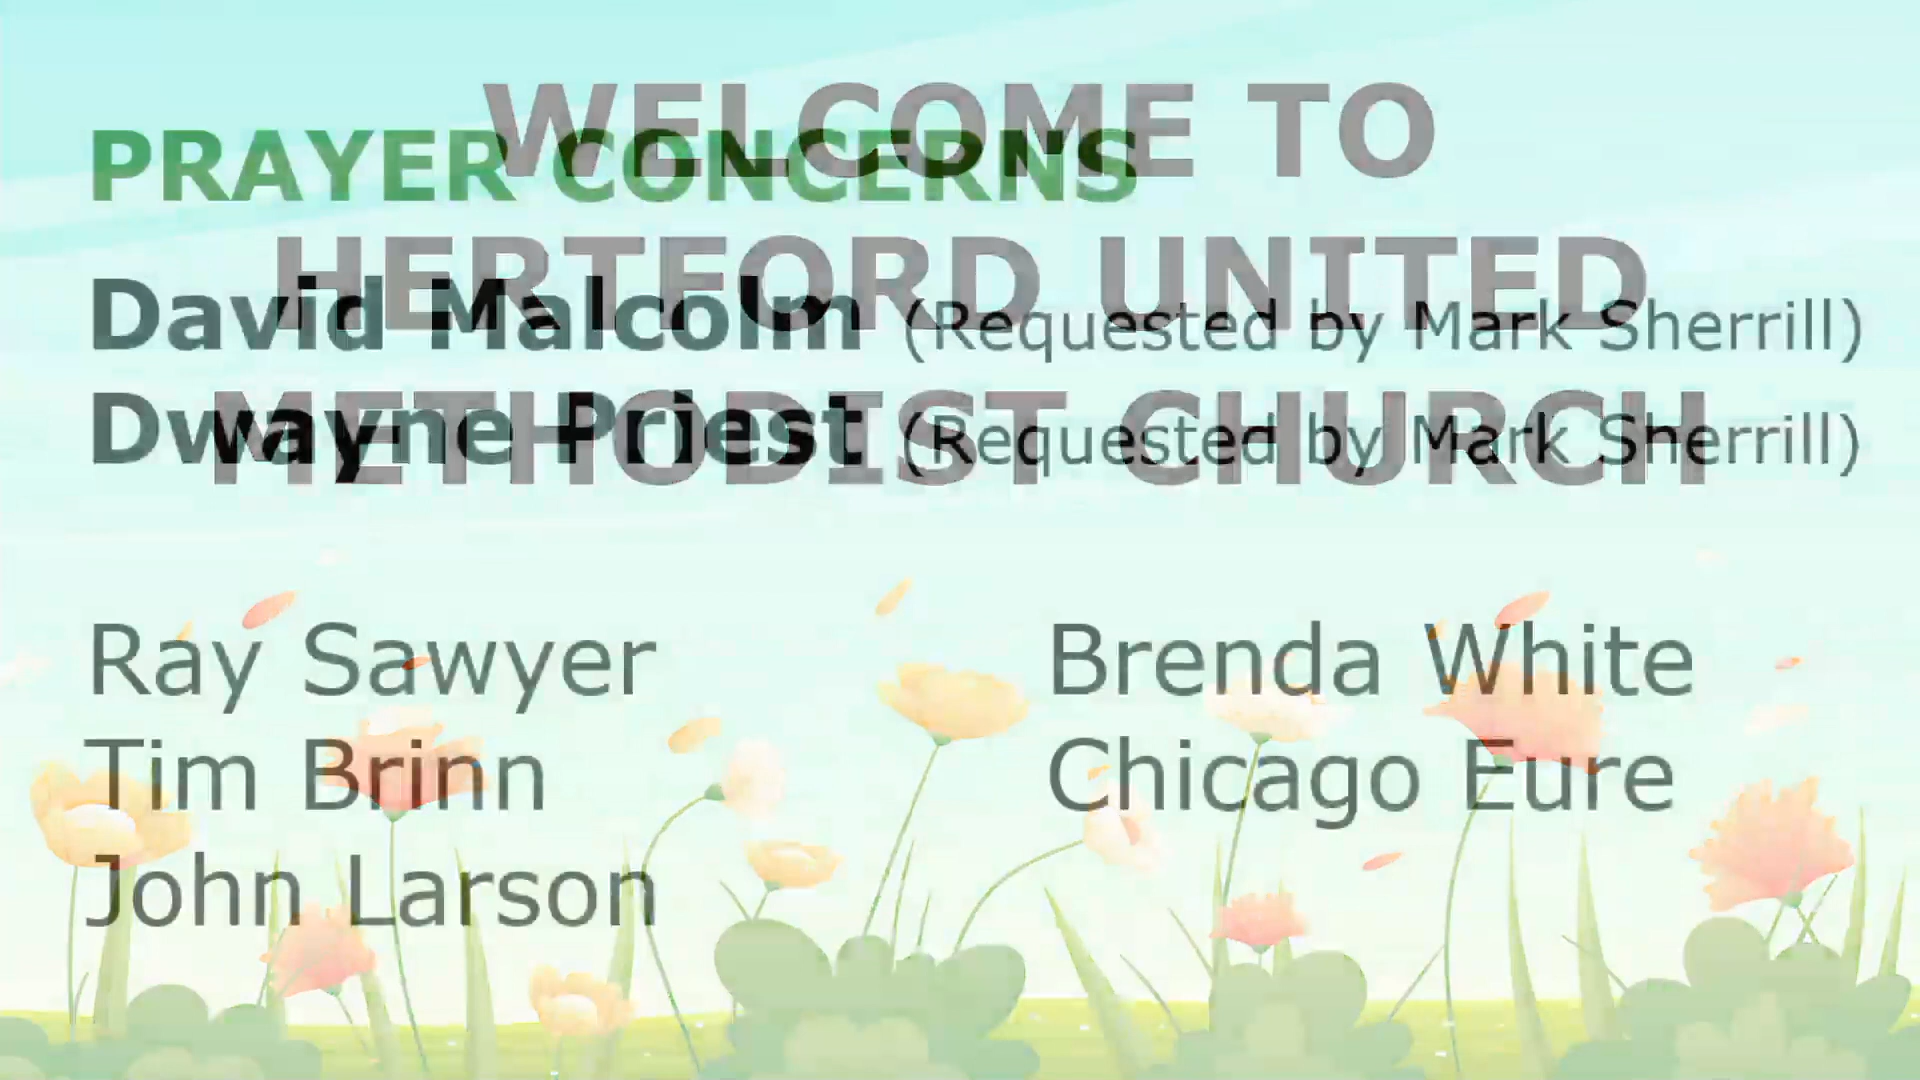 WELCOME TO
HERTFORD UNITED
METHODIST CHURCH
PRAYER CONCERNS
David Malcolm (Requested by Mark Sherrill)
Dwayne Priest (Requested by Mark Sherrill)
Ray Sawyer
Tim Brinn
John Larson
Brenda White
Chicago Eure